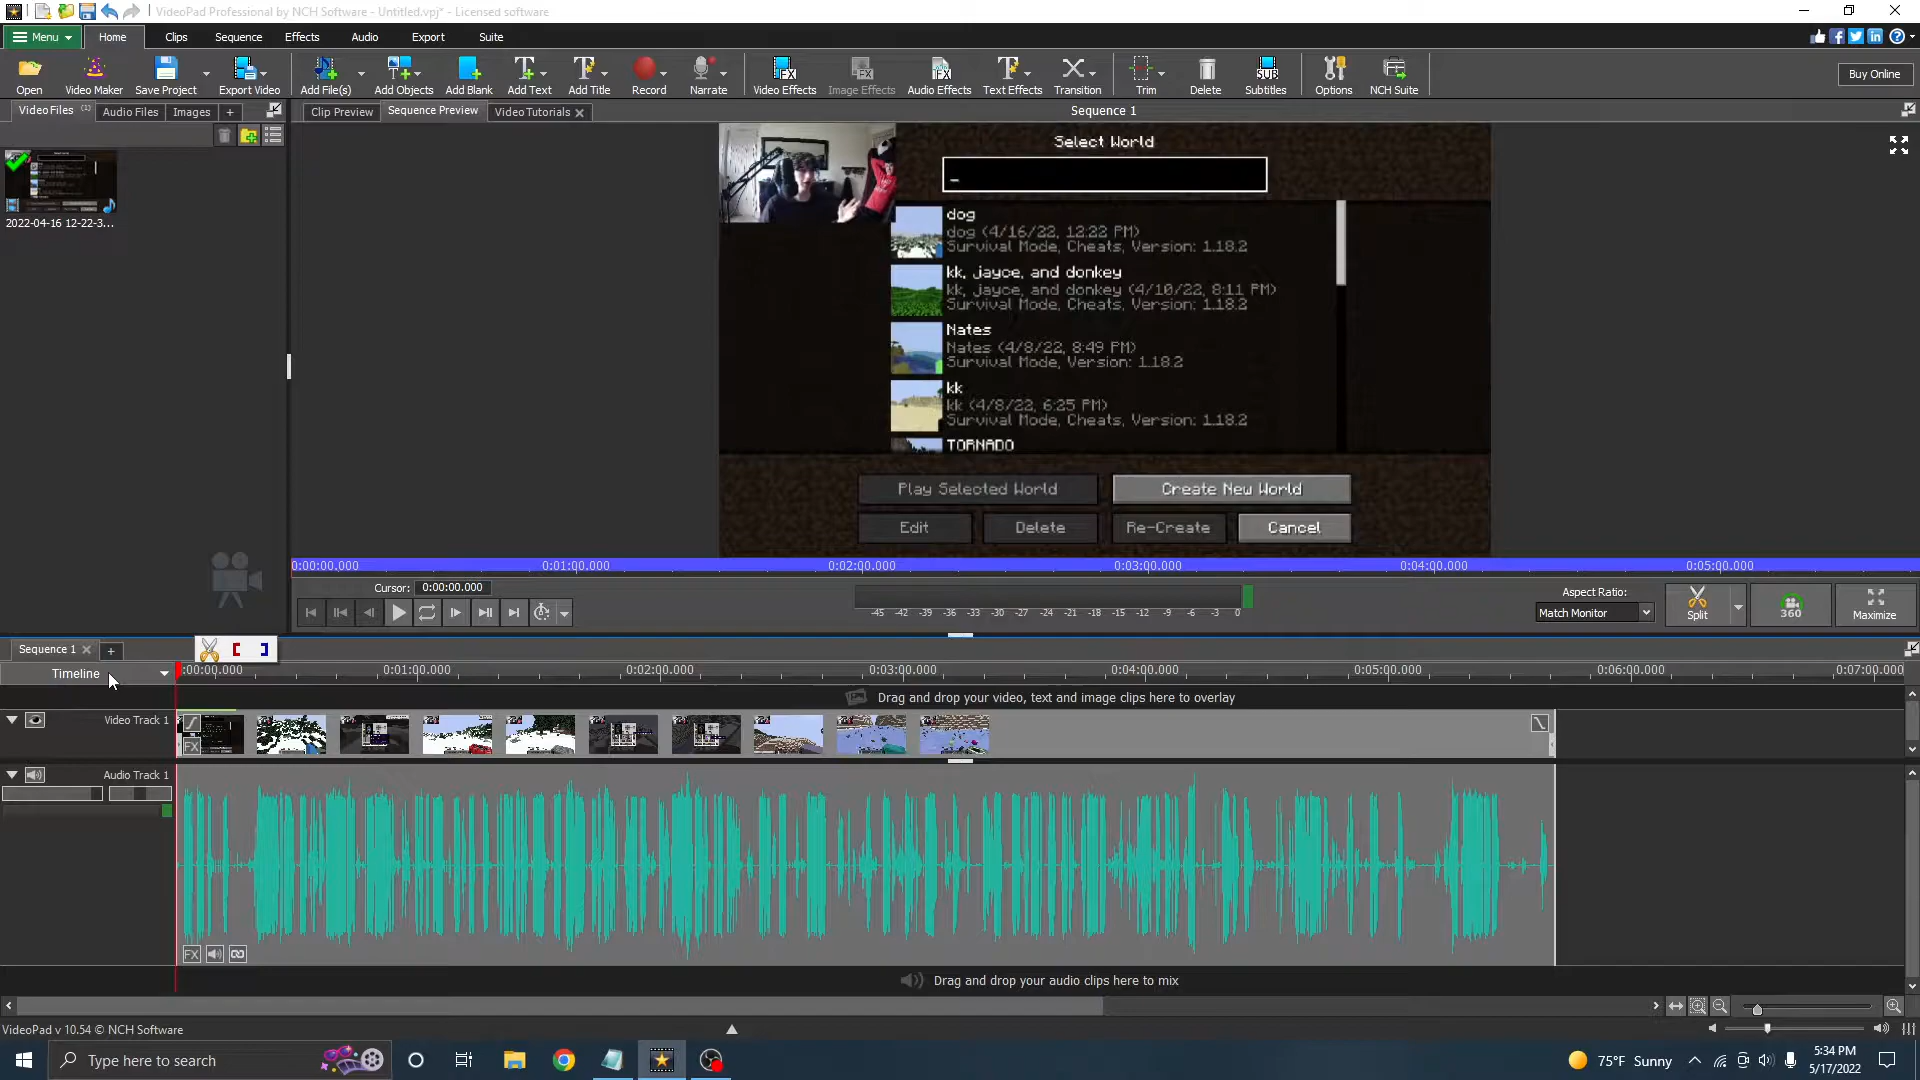 VideoPad Professional by NCH Software - Untitled.vpj* - Licensed software
Menu Home Clips Sequence Effects Audio Export Suite
Open Video Maker Save Project Export Video Add File(s) Add Objects Add Blank Add Text Add Title Record Narrate Video Effects Image Effects Audio Effects Text Effects Transition Trim Delete Subtitles Options NCH Suite Buy Online
Video Files (1) Audio Files Images + Clip Preview Sequence Preview Video Tutorials Sequence 1
2022-04-16 12-22-3...
Select World
_
dog
dog (4/16/22, 12:22 PM)
Survival Mode, Cheats, Version: 1.18.2
kk, jayce, and donkey
kk, jayce, and donkey (4/10/22, 8:11 PM)
Survival Mode, Cheats, Version: 1.18.2
Nates
Nates (4/8/22, 8:49 PM)
Survival Mode, Version: 1.18.2
kk
kk (4/8/22, 6:25 PM)
Survival Mode, Cheats, Version: 1.18.2
TORNADO
Play Selected World Create New World
Edit Delete Re-Create Cancel
0:00:00.000 0:01:00.000 0:02:00.000 0:03:00.000 0:04:00.000 0:05:00.000
Cursor: 0:00:00.000
-45 -42 -39 -36 -33 -30 -27 -24 -21 -18 -15 -12 -9 -6 -3 0
Aspect Ratio:
Match Monitor
Split 360 Maximize
Sequence 1 +
Timeline :00:00.000 0:01:00.000 0:02:00.000 0:03:00.000 0:04:00.000 0:05:00.000 0:06:00.000 0:07:00.000
Drag and drop your video, text and image clips here to overlay
Video Track 1
FX
Audio Track 1
FX
Drag and drop your audio clips here to mix
VideoPad v 10.54 © NCH Software
Type here to search
75°F Sunny
5:34 PM
5/17/2022